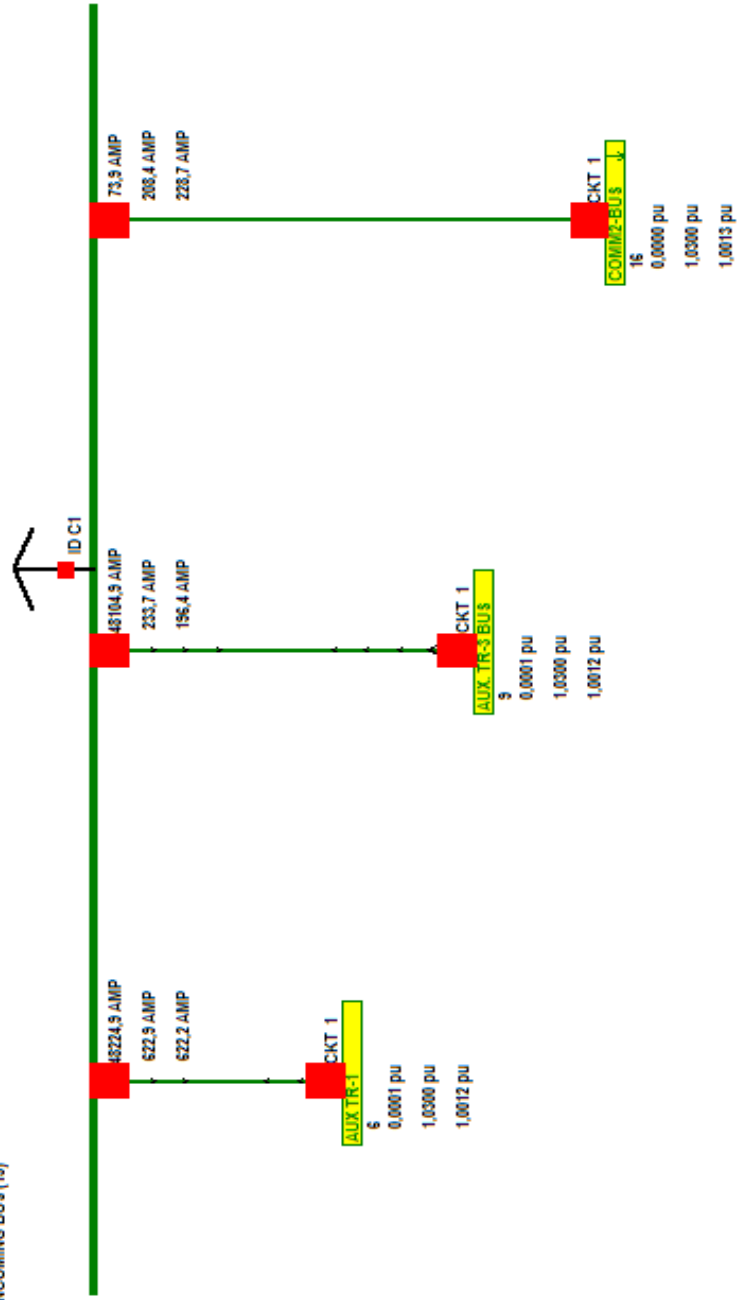 NCOMING BUS
ID C1
48224,9 AMP
622,9 AMP
622,2 AMP
CKT 1
AUX TR-1
6
0,0001 pu
1,0300 pu
1,0012 pu
48104,9 AMP
233,7 AMP
196,4 AMP
CKT 1
AUX. TR-3 BUS
9
0,0001 pu
1,0300 pu
1,0012 pu
73,9 AMP
208,4 AMP
228,7 AMP
CKT 1
COMM2-BUS
16
0,0000 pu
1,0300 pu
1,0013 pu